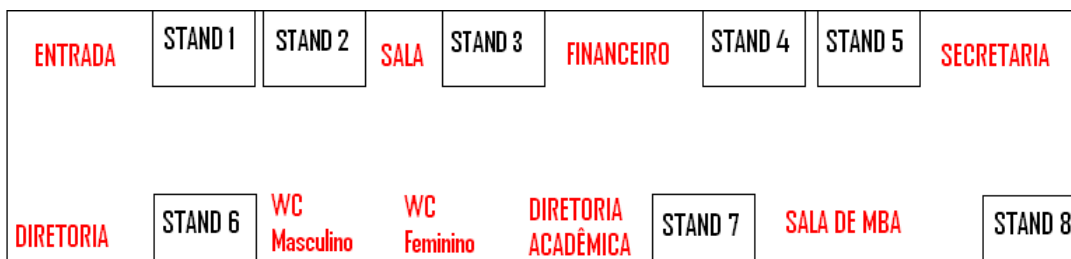 ENTRADA
STAND 1
STAND 2
SALA
STAND 3
FINANCEIRO
STAND 4
STAND 5
SECRETARIA
DIRETORIA
STAND 6
WC
Masculino
WC
Feminino
DIRETORIA
ACADÊMICA
STAND 7
SALA DE MBA
STAND 8